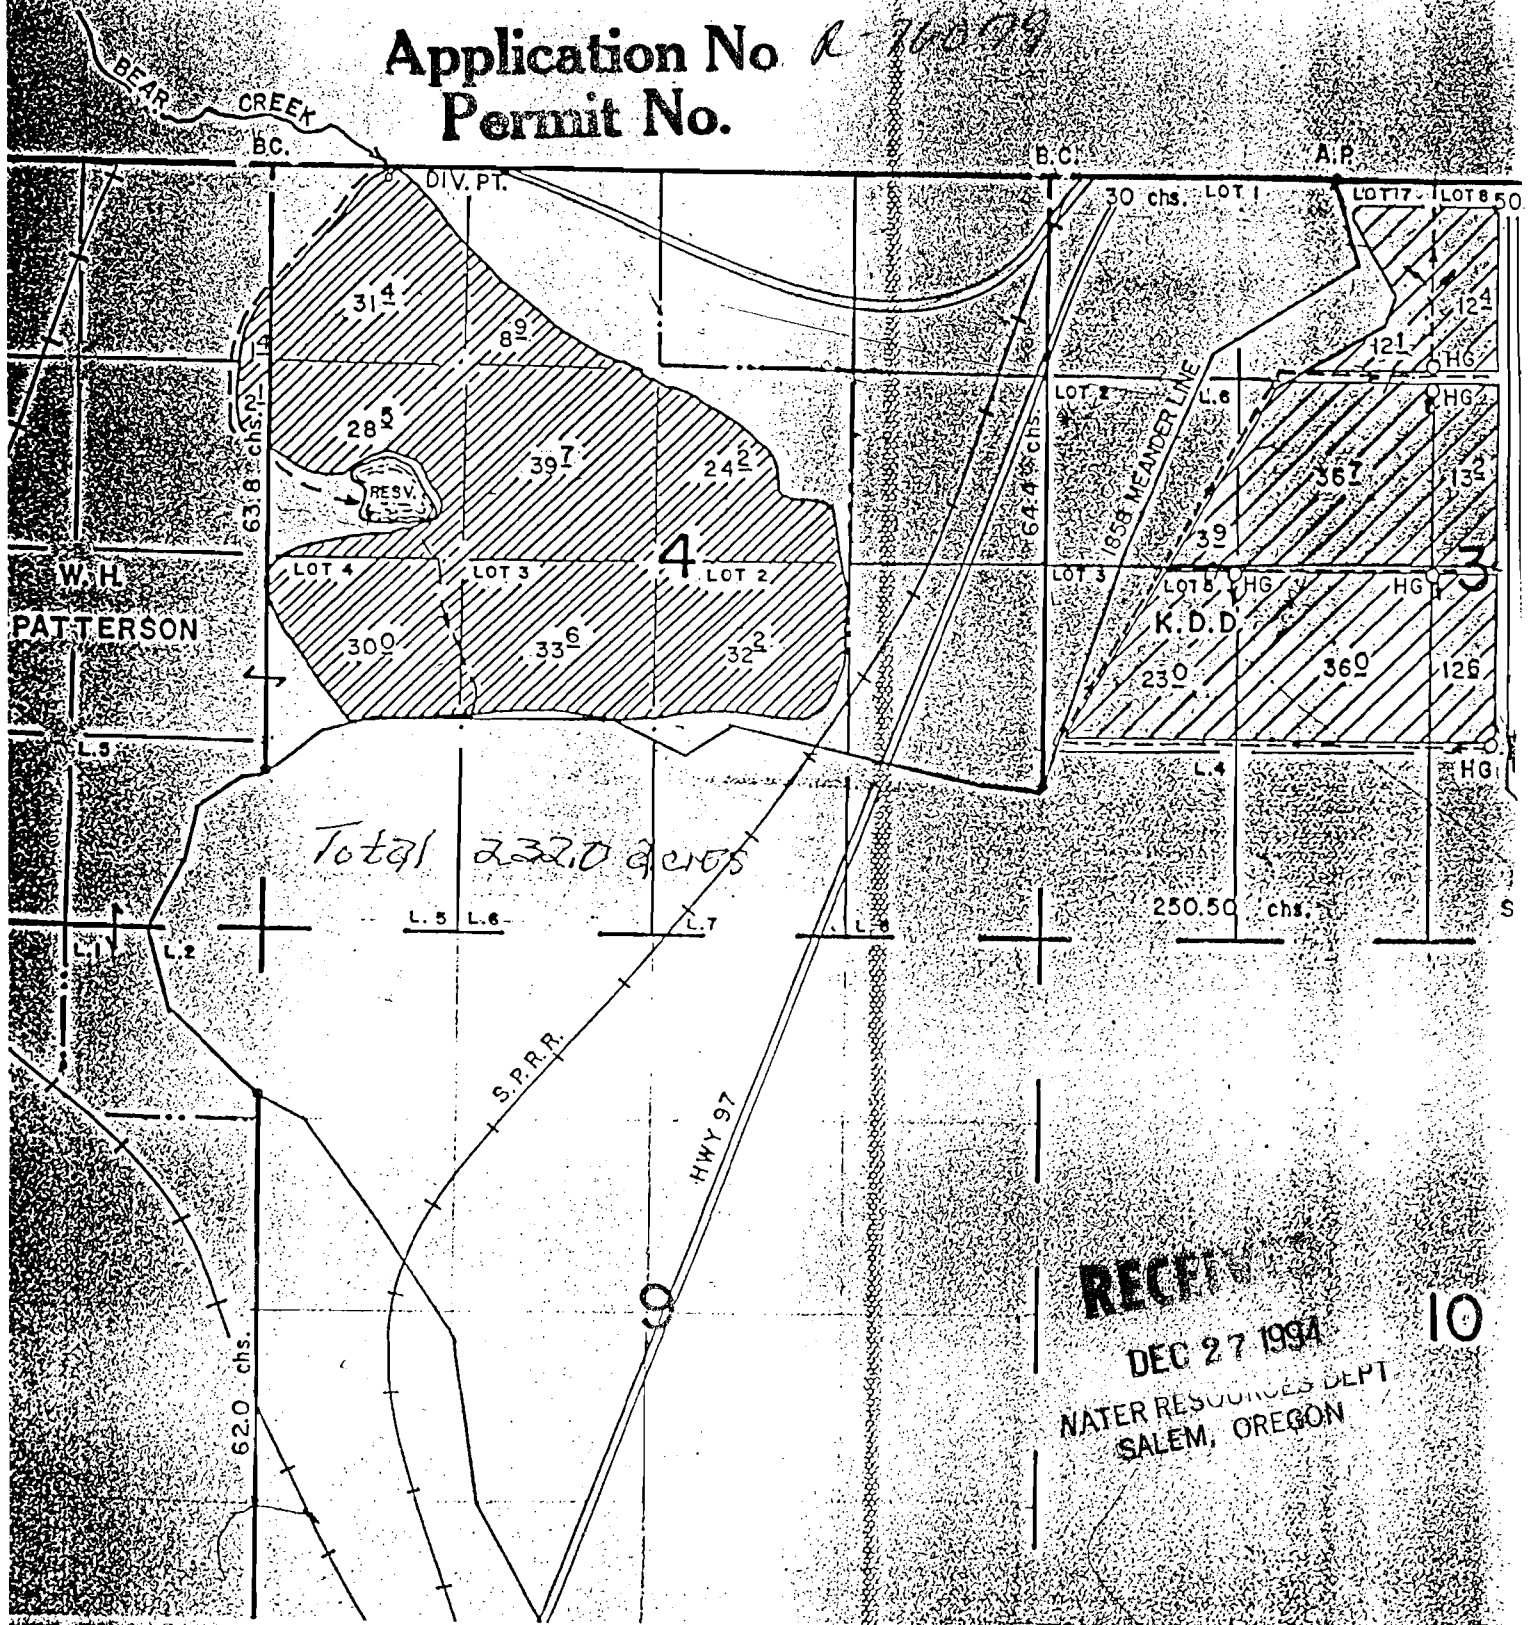 Application No R-76009
Permit No.
BEAR CREEK
B.C.
DIV. PT.
B.C.
A.P.
30 chs. LOT 1
LOT 7
LOT 8
50.
31 4
8 9
12 4
12 1
HG
HG
1 4
2 1
63.8 chs.
28 5
39 7
24 2
RESV.
64.4 chs.
LOT 2
L.6
1858 MEANDER LINE
36 7
13 2
3 9
W. H.
PATTERSON
LOT 4
LOT 3
4
LOT 2
LOT 3
LOT 5
HG
HG
3
K.D.D.
30 0
33 6
32 2
23 0
36 0
12 6
L.5
L.4
HG
Total 232.0 acres
L.1
L.2
L. 5
L.6
L.7
L. 8
250.50 chs.
S
S.P.R.R.
HWY 97
9
62.0 chs.
RECEIV
DEC 27 1994
WATER RESOURCES DEPT
SALEM, OREGON
10